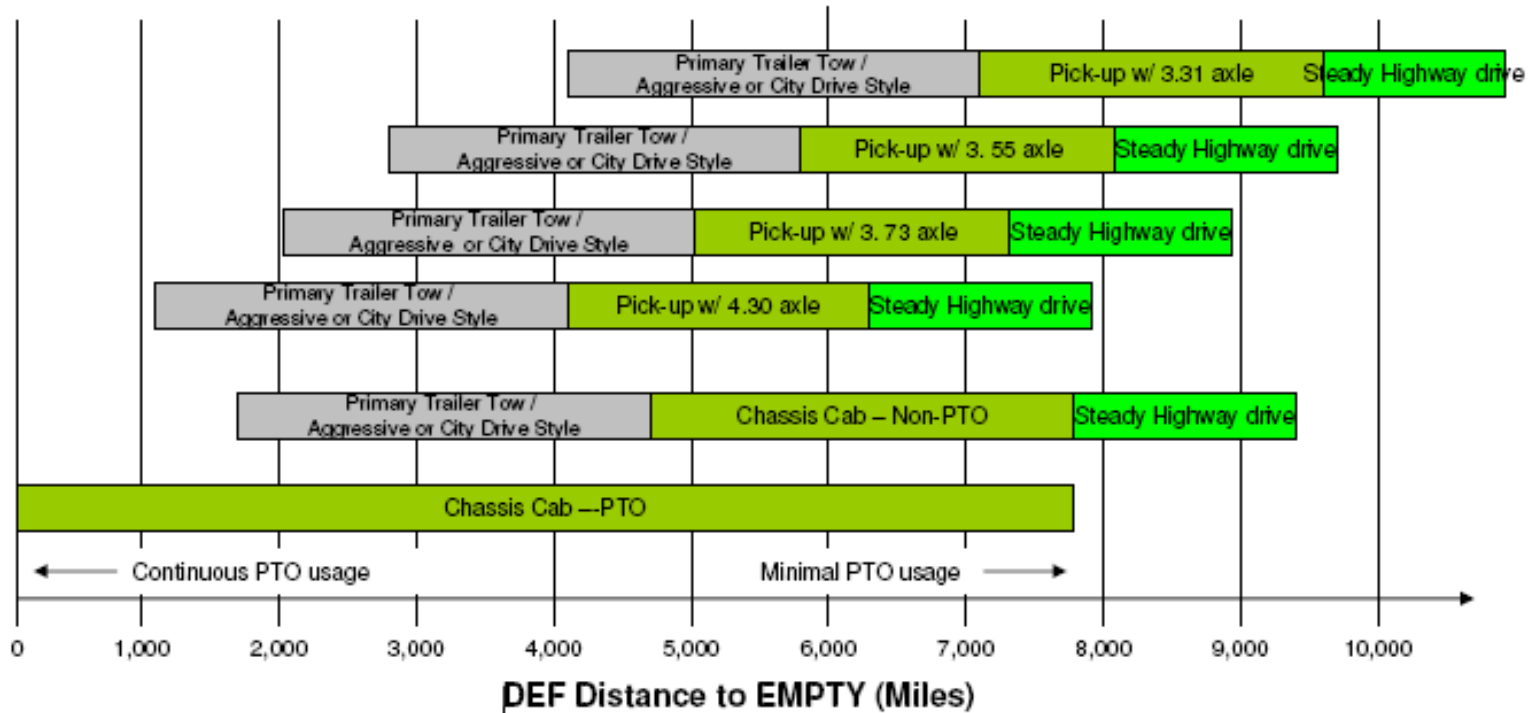 Primary Trailer Tow /
Aggressive or City Drive Style
Pick-up w/ 3.31 axle
Steady Highway drive
Primary Trailer Tow /
Aggressive or City Drive Style
Pick-up w/ 3. 55 axle
Steady Highway drive
Primary Trailer Tow /
Aggressive or City Drive Style
Pick-up w/ 3. 73 axle
Steady Highway drive
Primary Trailer Tow /
Aggressive or City Drive Style
Pick-up w/ 4.30 axle
Steady Highway drive
Primary Trailer Tow /
Aggressive or City Drive Style
Chassis Cab – Non-PTO
Steady Highway drive
Chassis Cab –-PTO
Continuous PTO usage
Minimal PTO usage
0 1,000 2,000 3,000 4,000 5,000 6,000 7,000 8,000 9,000 10,000
DEF Distance to EMPTY (Miles)